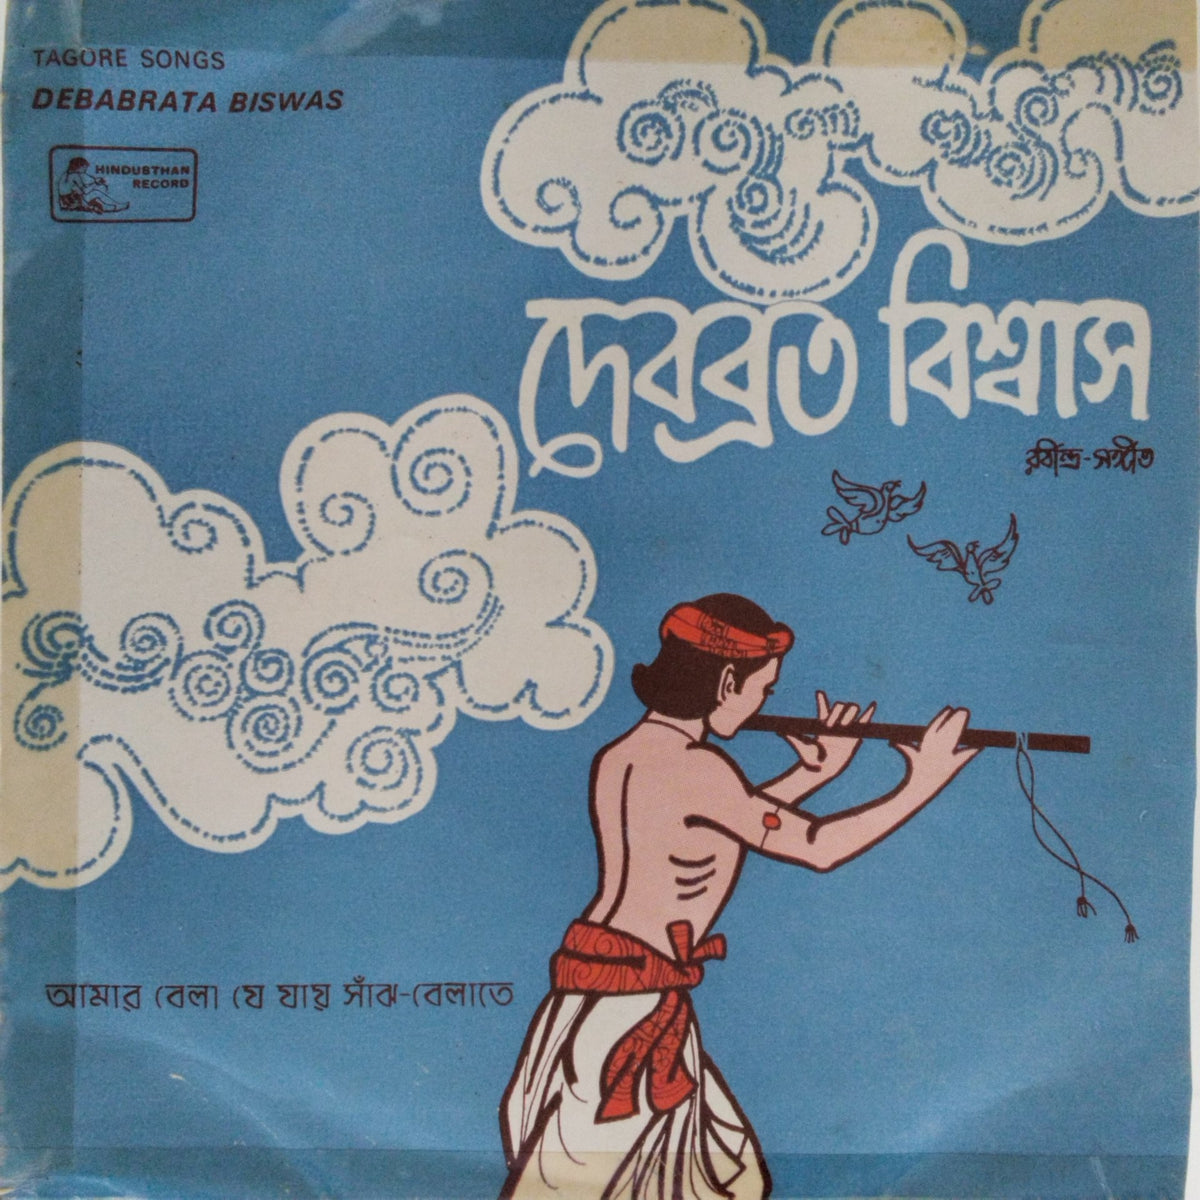 TAGORE SONGS
DEBABRATA BISWAS
HINDUSTHAN
RECORD
দেবব্রত বিশ্বাস
রবীন্দ্র-সঙ্গীত
আমার বেলা যে যায় সাঁঝ-বেলাতে